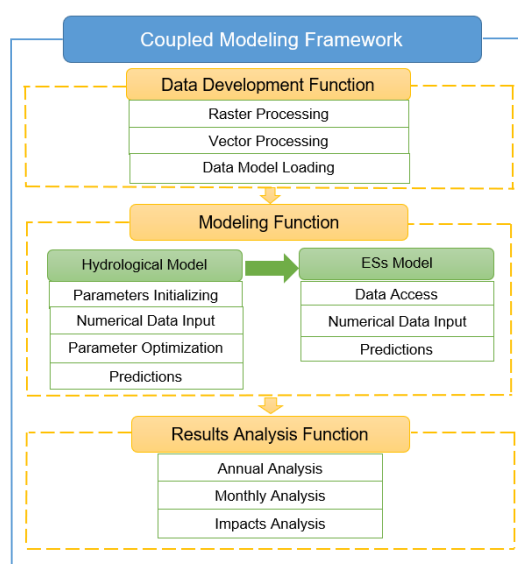 Coupled Modeling Framework
Data Development Function
Raster Processing
Vector Processing
Data Model Loading
Modeling Function
Hydrological Model
Parameters Initializing
Numerical Data Input
Parameter Optimization
Predictions
ESs Model
Data Access
Numerical Data Input
Predictions
Results Analysis Function
Annual Analysis
Monthly Analysis
Impacts Analysis